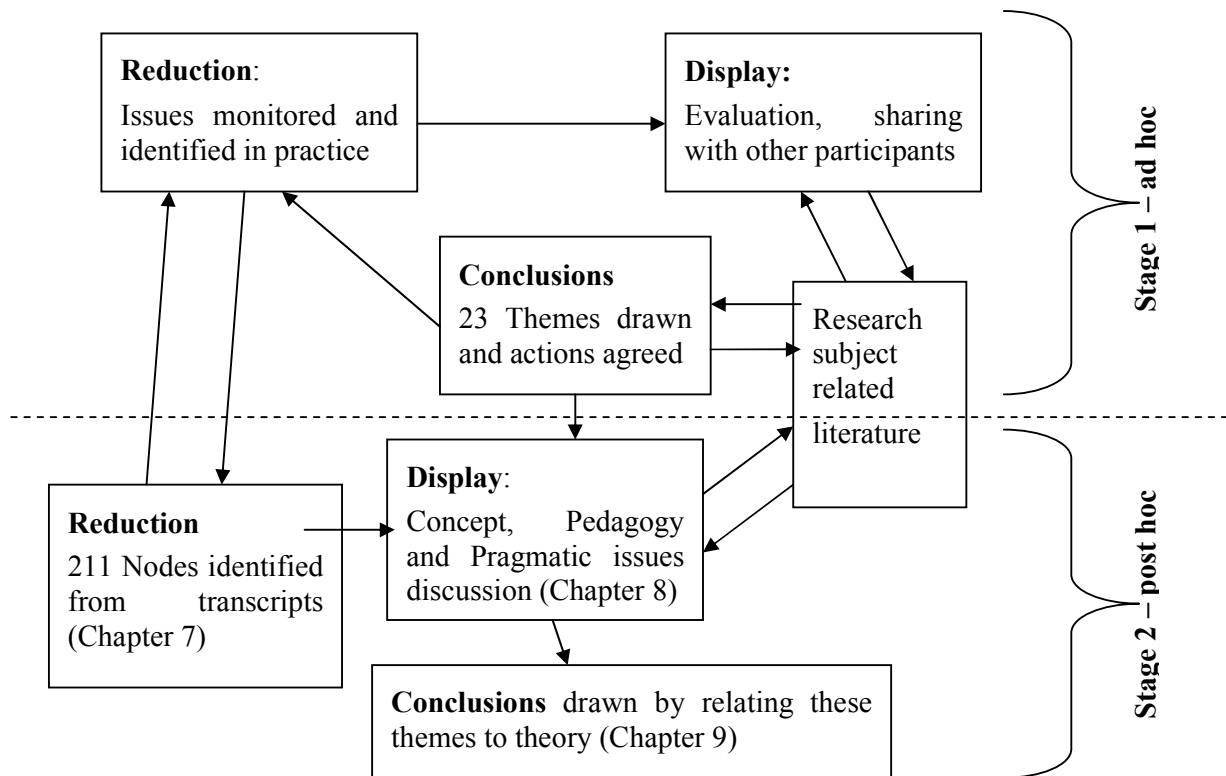 Reduction:
Issues monitored and
identified in practice
Display:
Evaluation, sharing
with other participants
Stage 1 – ad hoc
Conclusions
23 Themes drawn
and actions agreed
Research
subject
related
literature
Reduction
211 Nodes identified
from transcripts
(Chapter 7)
Display:
Concept, Pedagogy
and Pragmatic issues
discussion (Chapter 8)
Stage 2 – post hoc
Conclusions drawn by relating these
themes to theory (Chapter 9)